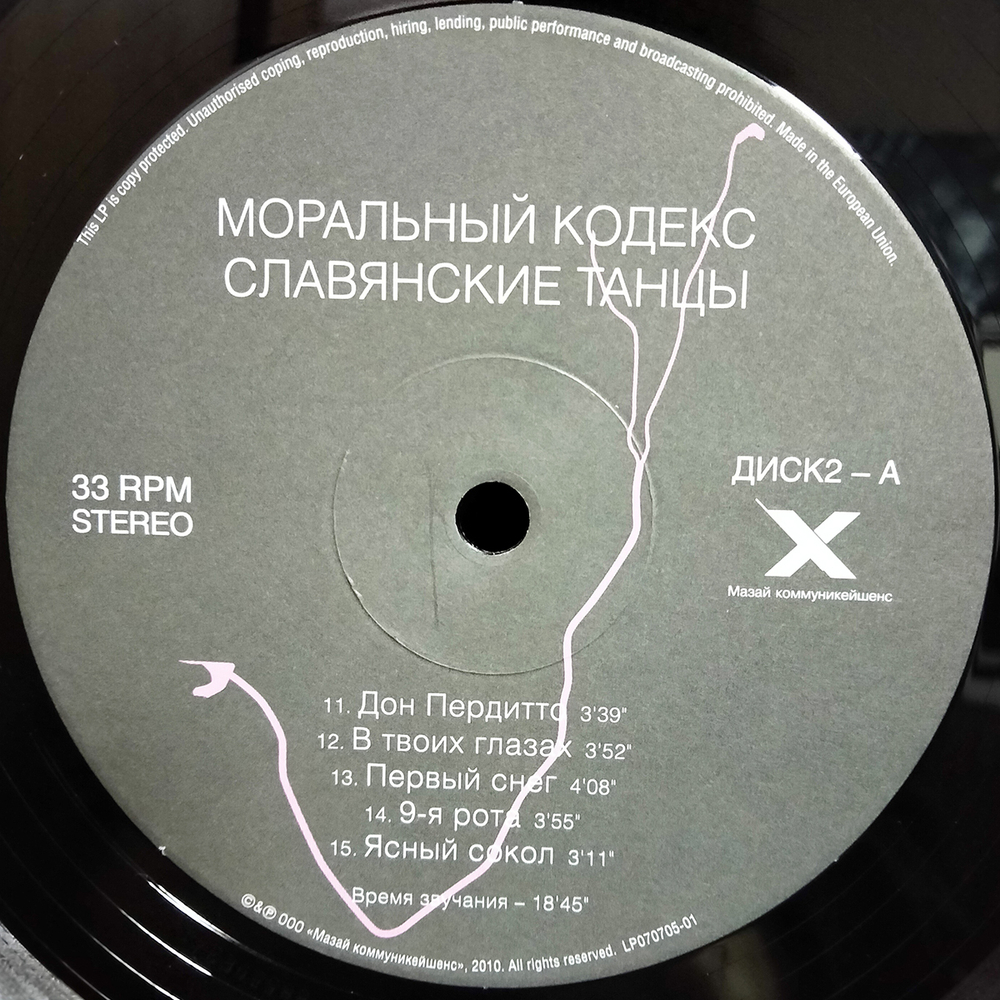 This LP is copy protected. Unauthorised coping, reproduction, hiring, lending, public performance and broadcasting prohibited. Made in the European Union.
МОРАЛЬНЫЙ КОДЕКС
СЛАВЯНСКИЕ ТАНЦЫ
33 RPM
STEREO
ДИСК2 – А
Мазай коммуникейшенс
11. Дон Пердитто 3'39"
12. В твоих глазах 3'52"
13. Первый снег 4'08"
14. 9-я рота 3'55"
15. Ясный сокол 3'11"
Время звучания – 18'45"
©&℗ ООО «Мазай коммуникейшенс», 2010. All rights reserved. LP070705-01